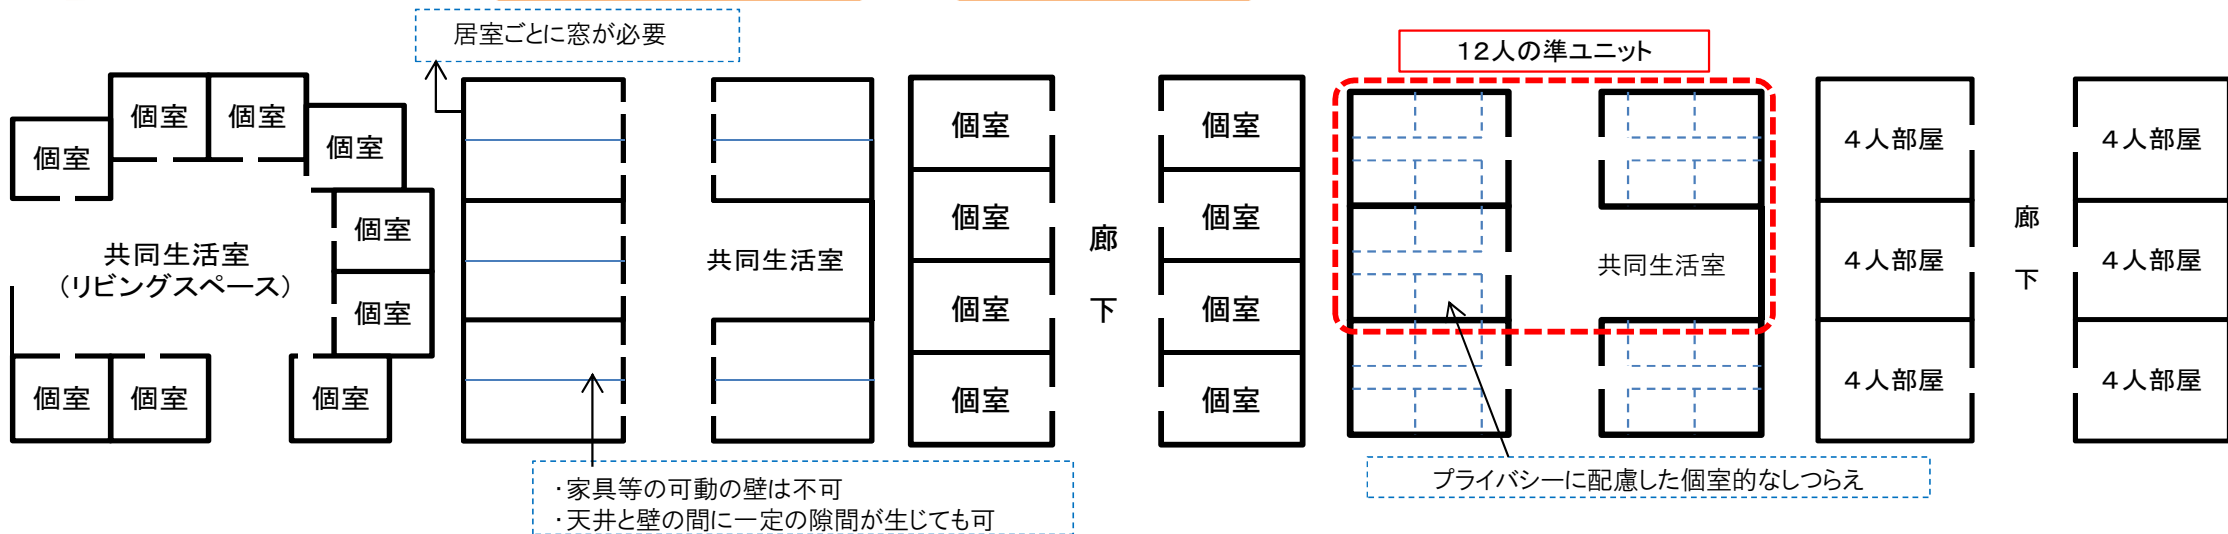 居室ごとに窓が必要
12人の準ユニット
個室
個室
個室
個室
個室
個室
共同生活室
(リビングスペース)
個室
個室
個室
共同生活室
・家具等の可動の壁は不可
・天井と壁の間に一定の隙間が生じても可
個室
個室
個室
個室
廊
下
個室
個室
個室
個室
共同生活室
プライバシーに配慮した個室的なしつらえ
4人部屋
4人部屋
4人部屋
廊
下
4人部屋
4人部屋
4人部屋